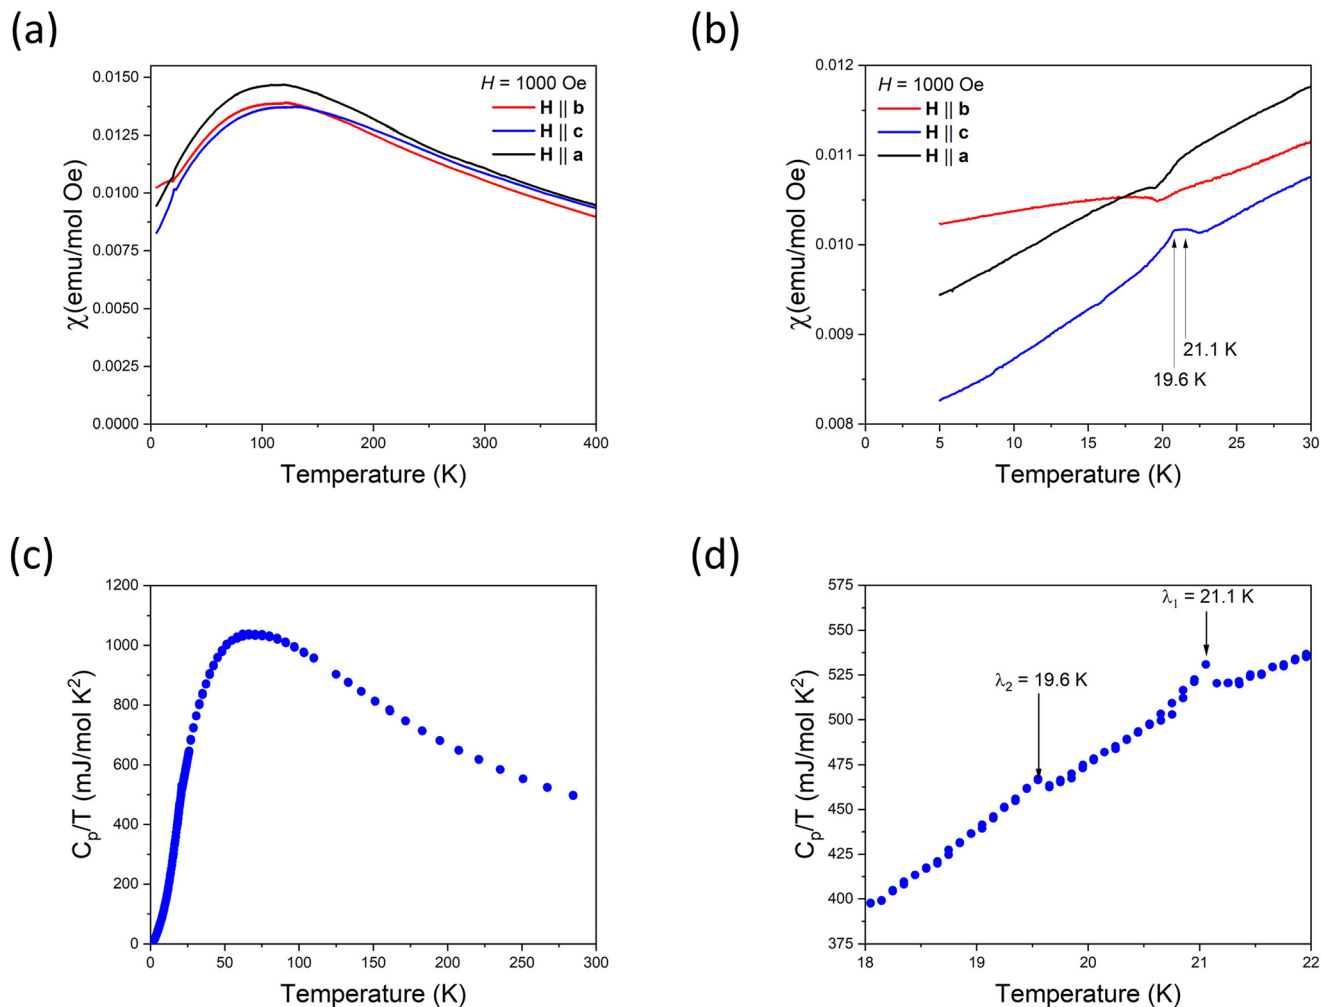 (a)
0.0150
0.0125
0.0100
0.0075
0.0050
0.0025
0.0000
χ(emu/mol Oe)
H = 1000 Oe
H || b
H || c
H || a
0 100 200 300 400
Temperature (K)
(b)
0.012
0.011
0.010
0.009
0.008
χ(emu/mol Oe)
H = 1000 Oe
H || b
H || c
H || a
21.1 K
19.6 K
0 5 10 15 20 25 30
Temperature (K)
(c)
1200
1000
800
600
400
200
0
Cp/T (mJ/mol K²)
0 50 100 150 200 250 300
Temperature (K)
(d)
575
550
525
500
475
450
425
400
375
Cp/T (mJ/mol K²)
λ₁ = 21.1 K
λ₂ = 19.6 K
18 19 20 21 22
Temperature (K)